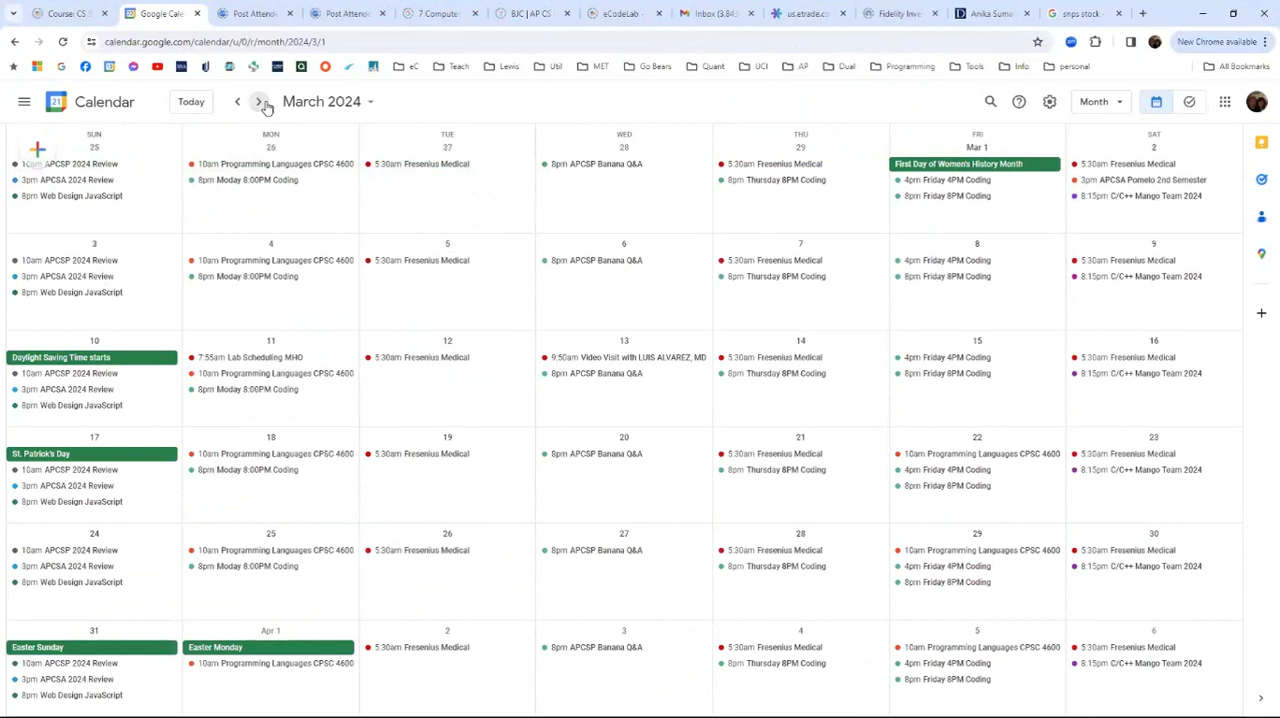 Courses: CS 5
Google Cale
Post Attende
Post Attend
7 Computer
BJC | AP CS
eCodeLab -
Inbox (3,843
us.etrade.c
Fidelity Inve
Anika Suma
snps stock
calendar.google.com/calendar/u/0/r/month/2024/3/1
New Chrome available
eC Teach Lewis Util MET Go Bears Quant UCI AP Dual Programming Tools Info personal All Bookmarks
21 Calendar Today March 2024 Month
SUN MON TUE WED THU FRI SAT
25 26 27 28 29 Mar 1 2
10am APCSP 2024 Review
3pm APCSA 2024 Review
8pm Web Design JavaScript
10am Programming Languages CPSC 4600
8pm Moday 8:00PM Coding
5:30am Fresenius Medical
8pm APCSP Banana Q&A
5:30am Fresenius Medical
8pm Thursday 8PM Coding
First Day of Women's History Month
4pm Friday 4PM Coding
8pm Friday 8PM Coding
5:30am Fresenius Medical
3pm APCSA Pomelo 2nd Semester
8:15pm C/C++ Mango Team 2024
3 4 5 6 7 8 9
10am APCSP 2024 Review
3pm APCSA 2024 Review
8pm Web Design JavaScript
10am Programming Languages CPSC 4600
8pm Moday 8:00PM Coding
5:30am Fresenius Medical
8pm APCSP Banana Q&A
5:30am Fresenius Medical
8pm Thursday 8PM Coding
4pm Friday 4PM Coding
8pm Friday 8PM Coding
5:30am Fresenius Medical
8:15pm C/C++ Mango Team 2024
10 11 12 13 14 15 16
Daylight Saving Time starts
10am APCSP 2024 Review
3pm APCSA 2024 Review
8pm Web Design JavaScript
7:55am Lab Scheduling MHO
10am Programming Languages CPSC 4600
8pm Moday 8:00PM Coding
5:30am Fresenius Medical
9:50am Video Visit with LUIS ALVAREZ, MD
8pm APCSP Banana Q&A
5:30am Fresenius Medical
8pm Thursday 8PM Coding
4pm Friday 4PM Coding
8pm Friday 8PM Coding
5:30am Fresenius Medical
8:15pm C/C++ Mango Team 2024
17 18 19 20 21 22 23
St. Patrick's Day
10am APCSP 2024 Review
3pm APCSA 2024 Review
8pm Web Design JavaScript
10am Programming Languages CPSC 4600
8pm Moday 8:00PM Coding
5:30am Fresenius Medical
8pm APCSP Banana Q&A
5:30am Fresenius Medical
8pm Thursday 8PM Coding
10am Programming Languages CPSC 4600
4pm Friday 4PM Coding
8pm Friday 8PM Coding
5:30am Fresenius Medical
8:15pm C/C++ Mango Team 2024
24 25 26 27 28 29 30
10am APCSP 2024 Review
3pm APCSA 2024 Review
8pm Web Design JavaScript
10am Programming Languages CPSC 4600
8pm Moday 8:00PM Coding
5:30am Fresenius Medical
8pm APCSP Banana Q&A
5:30am Fresenius Medical
8pm Thursday 8PM Coding
10am Programming Languages CPSC 4600
4pm Friday 4PM Coding
8pm Friday 8PM Coding
5:30am Fresenius Medical
8:15pm C/C++ Mango Team 2024
31 Apr 1 2 3 4 5 6
Easter Sunday
10am APCSP 2024 Review
3pm APCSA 2024 Review
8pm Web Design JavaScript
Easter Monday
10am Programming Languages CPSC 4600
5:30am Fresenius Medical
8pm APCSP Banana Q&A
5:30am Fresenius Medical
8pm Thursday 8PM Coding
10am Programming Languages CPSC 4600
4pm Friday 4PM Coding
8pm Friday 8PM Coding
5:30am Fresenius Medical
8:15pm C/C++ Mango Team 2024